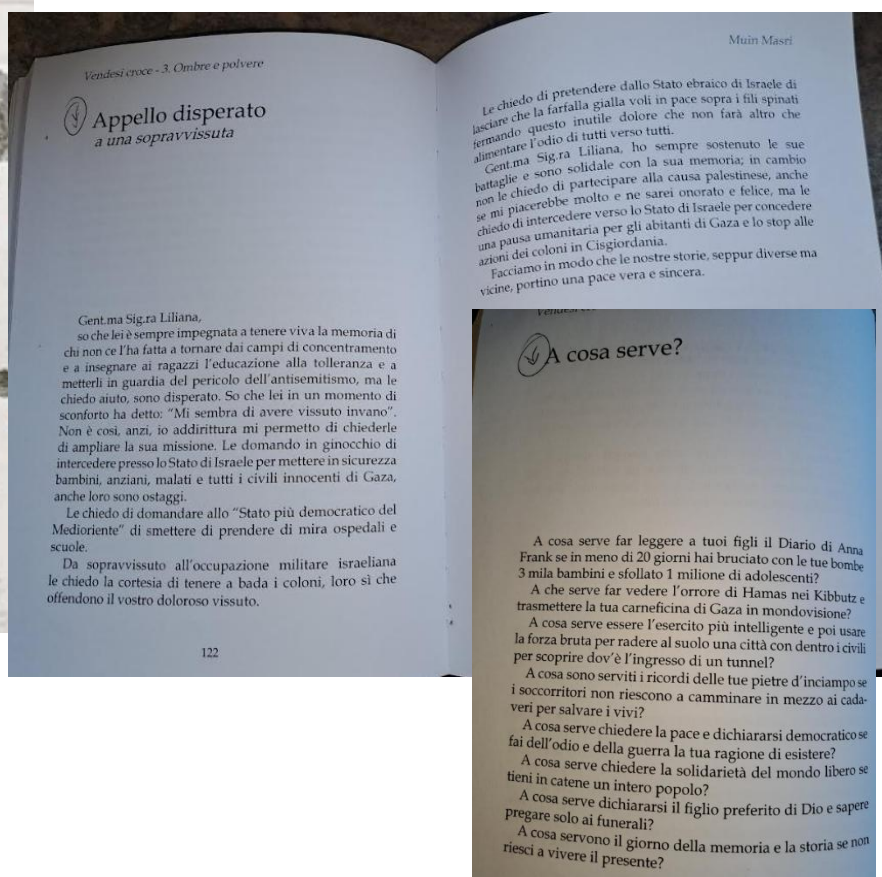 Vendesi croce - 3. Ombre e polvere
Appello disperato
a una sopravvissuta
Gent.ma Sig.ra Liliana,
so che lei è sempre impegnata a tenere viva la memoria di
chi non ce l'ha fatta a tornare dai campi di concentramento
e a insegnare ai ragazzi l'educazione alla tolleranza e a
metterli in guardia del pericolo dell'antisemitismo, ma le
chiedo aiuto, sono disperato. So che lei in un momento di
sconforto ha detto: “Mi sembra di avere vissuto invano”.
Non è così, anzi, io addirittura mi permetto di chiederle
di ampliare la sua missione. Le domando in ginocchio di
intercedere presso lo Stato di Israele per mettere in sicurezza
bambini, anziani, malati e tutti i civili innocenti di Gaza,
anche loro sono ostaggi.
Le chiedo di domandare allo “Stato più democratico del
Medioriente” di smettere di prendere di mira ospedali e
scuole.
Da sopravvissuto all'occupazione militare israeliana
le chiedo la cortesia di tenere a bada i coloni, loro sì che
offendono il vostro doloroso vissuto.
122
Muin Masri
Le chiedo di pretendere dallo Stato ebraico di Israele di
lasciare che la farfalla gialla voli in pace sopra i fili spinati
fermando questo inutile dolore che non farà altro che
alimentare l'odio di tutti verso tutti.
Gent.ma Sig.ra Liliana, ho sempre sostenuto le sue
battaglie e sono solidale con la sua memoria; in cambio
non le chiedo di partecipare alla causa palestinese, anche
se mi piacerebbe molto e ne sarei onorato e felice, ma le
chiedo di intercedere verso lo Stato di Israele per concedere
una pausa umanitaria per gli abitanti di Gaza e lo stop alle
azioni dei coloni in Cisgiordania.
Facciamo in modo che le nostre storie, seppur diverse ma
vicine, portino una pace vera e sincera.
A cosa serve?
A cosa serve far leggere a tuoi figli il Diario di Anna
Frank se in meno di 20 giorni hai bruciato con le tue bombe
3 mila bambini e sfollato 1 milione di adolescenti?
A che serve far vedere l'orrore di Hamas nei Kibbutz e
trasmettere la tua carneficina di Gaza in mondovisione?
A cosa serve essere l'esercito più intelligente e poi usare
la forza bruta per radere al suolo una città con dentro i civili
per scoprire dov'è l'ingresso di un tunnel?
A cosa sono serviti i ricordi delle tue pietre d'inciampo se
i soccorritori non riescono a camminare in mezzo ai cada-
veri per salvare i vivi?
A cosa serve chiedere la pace e dichiararsi democratico se
fai dell'odio e della guerra la tua ragione di esistere?
A cosa serve chiedere la solidarietà del mondo libero se
tieni in catene un intero popolo?
A cosa serve dichiararsi il figlio preferito di Dio e sapere
pregare solo ai funerali?
A cosa servono il giorno della memoria e la storia se non
riesci a vivere il presente?